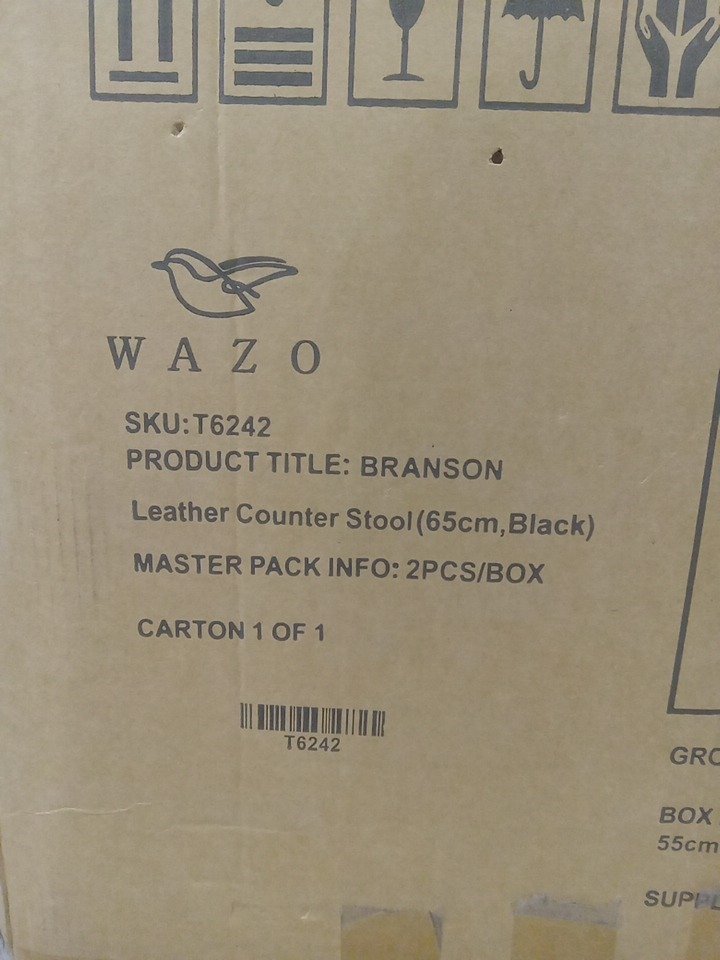 WAZO
SKU:T6242
PRODUCT TITLE: BRANSON
Leather Counter Stool(65cm,Black)
MASTER PACK INFO: 2PCS/BOX
CARTON 1 OF 1
T6242
BOX
55cm